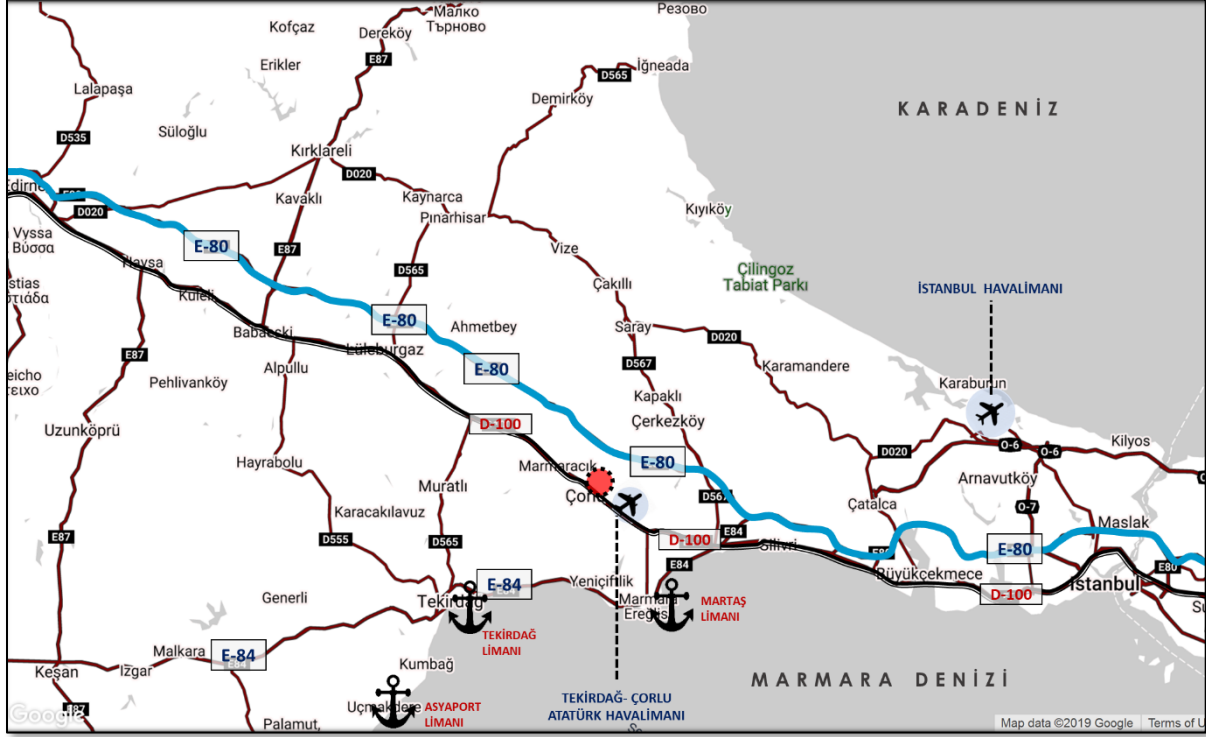 Малко
Търново
Резово
Kofçaz
Dereköy
E87
Erikler
İğneada
D565
Lalapaşa
Demirköy
KARADENİZ
Süloğlu
D535
Kırklareli
D020
Edirne
D020
Kavaklı
Kaynarca
Pınarhisar
Kıyıköy
Vyssa
Βύσσα
E-80
E87
Vize
Havsa
D565
Çilingoz
Tabiat Parkı
Çakıllı
İSTANBUL HAVALİMANI
Kuleli
E-80
Ahmetbey
Saray
Babaeski
D020
Lüleburgaz
E87
D567
Karamandere
E-80
Alpullu
Pehlivanköy
Karaburun
Kapaklı
Uzunköprü
D-100
Çerkezköy
O-6
O-6
Kilyos
D020
Hayrabolu
Marmaracık
E-80
Arnavutköy
Muratlı
Çorlu
D567
Çatalca
O-7
Karacakılavuz
Maslak
E87
D555
D565
D-100
E84
Silivri
E-80
E84
E80
Büyükçekmece
İstanbul
E-84
Yeniçiftlik
D-100
Generli
Tekirdağ
Marmara
Ereğlisi
MARTAŞ
LİMANI
TEKİRDAĞ
LİMANI
Malkara
E-84
Keşan
İzgar
Kumbağ
MARMARA DENİZİ
TEKİRDAĞ- ÇORLU
ATATÜRK HAVALİMANI
Uçmakdere
ASYAPORT
LİMANI
Google
E87
Palamut,
Map data ©2019 Google
Terms of U